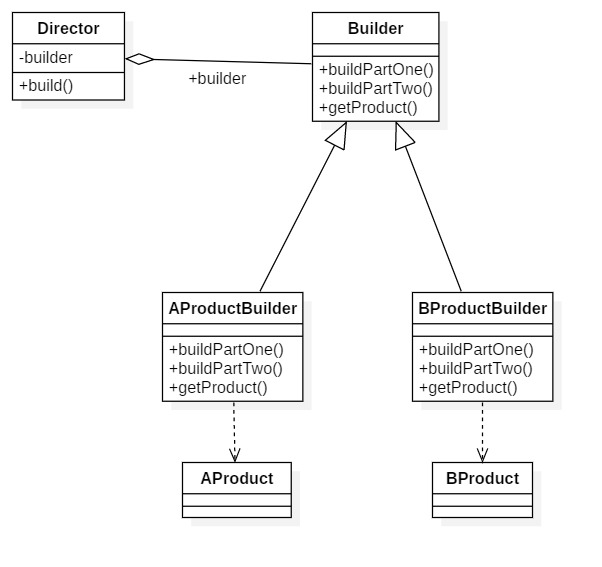 Director
-builder
+build()
+builder
Builder
+buildPartOne()
+buildPartTwo()
+getProduct()
AProductBuilder
+buildPartOne()
+buildPartTwo()
+getProduct()
BProductBuilder
+buildPartOne()
+buildPartTwo()
+getProduct()
AProduct
BProduct